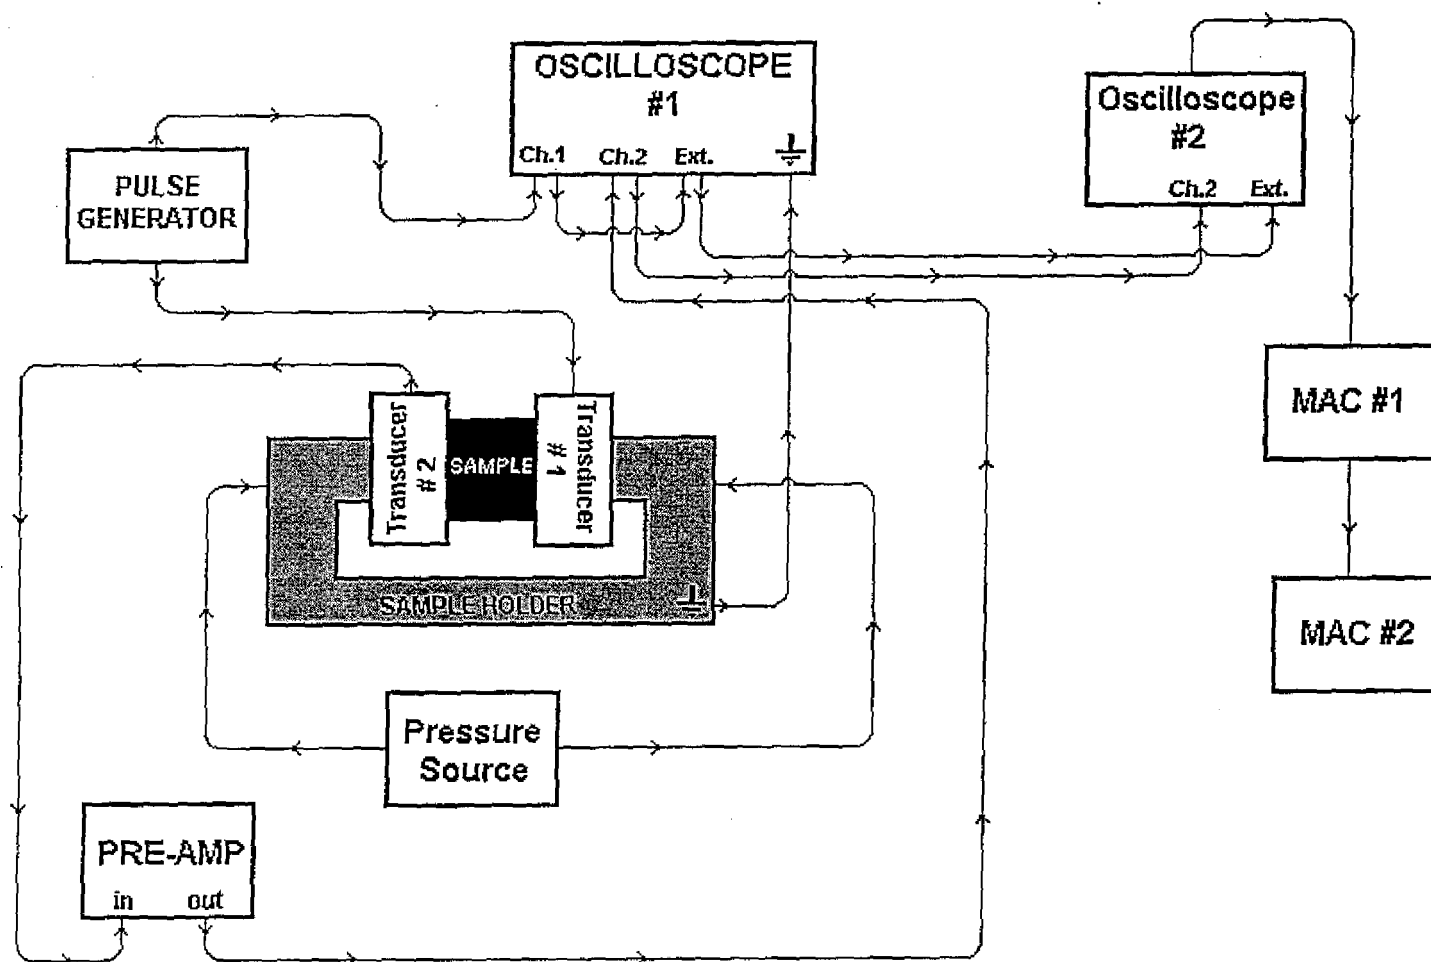 OSCILLOSCOPE
#1
Ch.1 Ch.2 Ext.
Oscilloscope
#2
Ch.2 Ext.
PULSE
GENERATOR
MAC #1
Transducer
#2
SAMPLE
Transducer
#1
SAMPLE HOLDER
MAC #2
Pressure
Source
PRE-AMP
in out